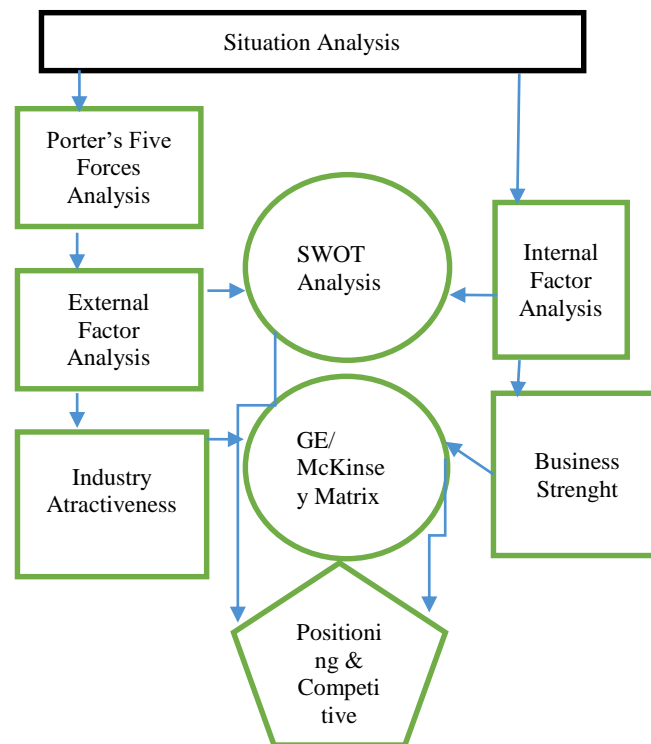 Situation Analysis
Porter’s Five
Forces
Analysis
SWOT
Analysis
Internal
Factor
Analysis
External
Factor
Analysis
GE/
McKinse
y Matrix
Industry
Atractiveness
Business
Strenght
Positioni
ng &
Competi
tive